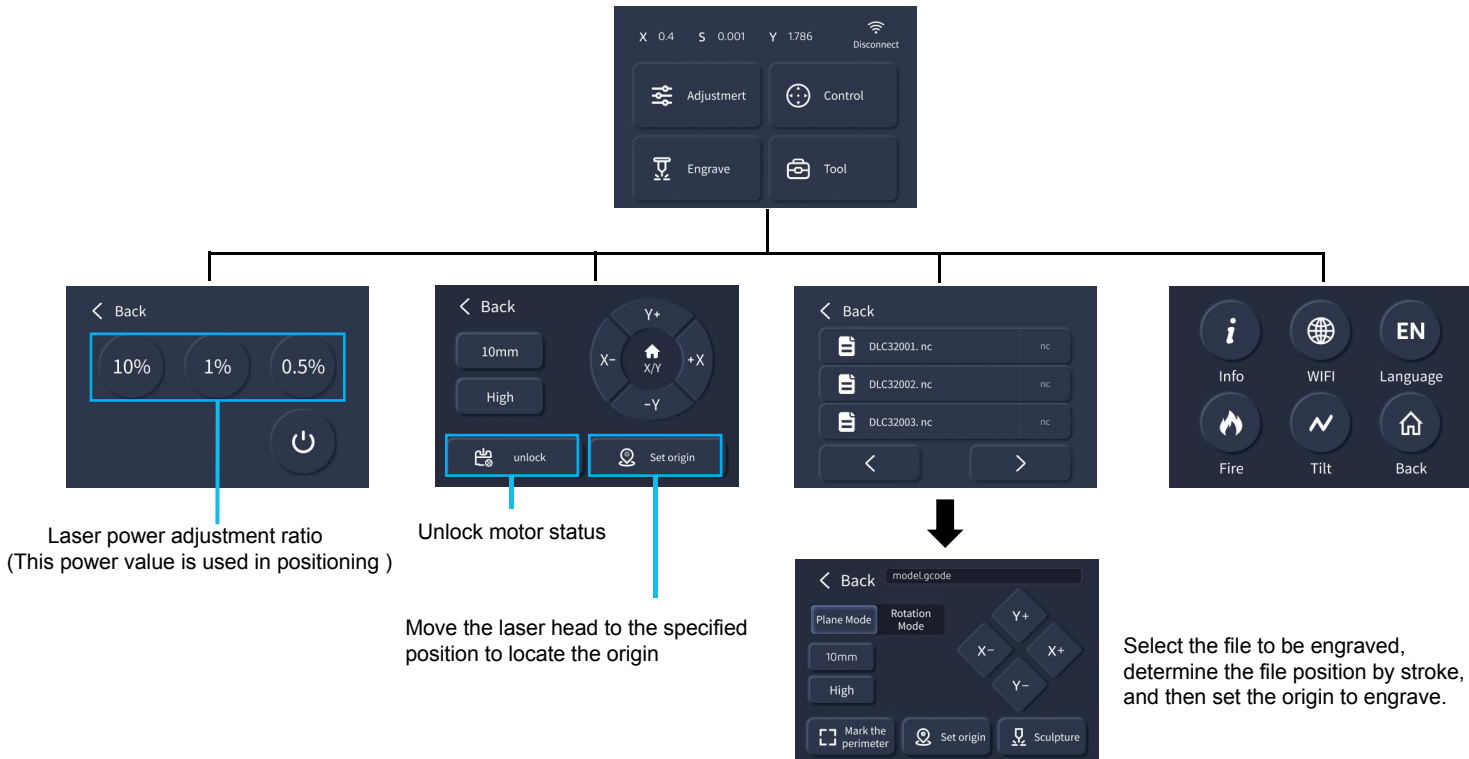 X 0.4 S 0.001 Y 1.786
Disconnect
Adjustmert
Control
Engrave
Tool
Back
10% 1% 0.5%
Laser power adjustment ratio
(This power value is used in positioning )
Back
10mm
High
Y+
X-
X/Y
+X
-Y
unlock
Set origin
Unlock motor status
Move the laser head to the specified
position to locate the origin
Back
DLC32001. nc nc
DLC32002. nc nc
DLC32003. nc nc
Back model.gcode
Plane Mode
Rotation
Mode
10mm
High
Y+
X-
X+
Y-
Mark the
perimeter
Set origin
Sculpture
i
EN
Info WIFI Language
Fire Tilt Back
Select the file to be engraved,
determine the file position by stroke,
and then set the origin to engrave.